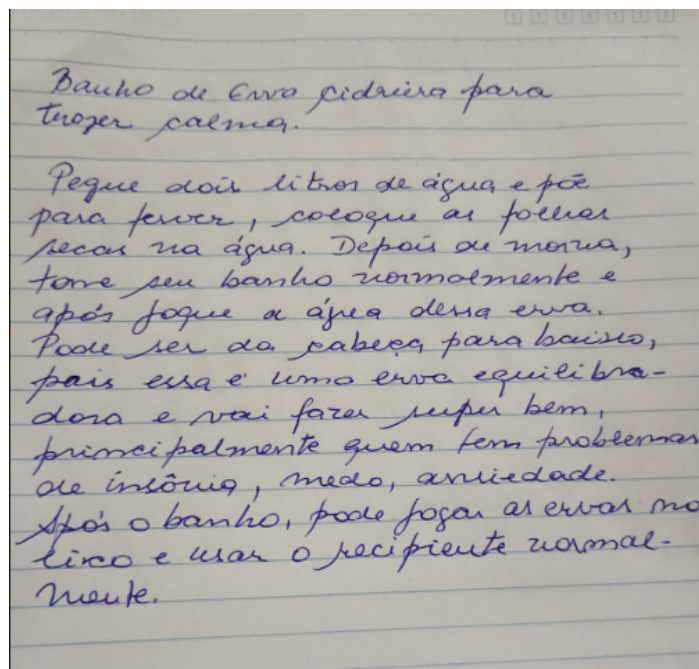 Banho de Erva cidreira para
trazer calma.
Pegue dois litros de água e põe
para ferver, coloque as folhas
secas na água. Depois de morna,
tome seu banho normalmente e
após jogue a água dessa erva.
Pode ser da cabeça para baixo,
pois essa é uma erva equilibra-
dora e vai fazer super bem,
principalmente quem tem problemas
de insônia, medo, ansiedade.
Após o banho, pode jogar as ervas no
lixo e usar o recipiente normal-
mente.